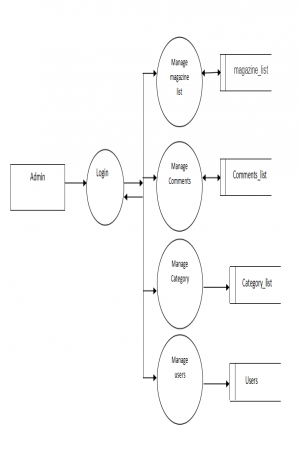 Manage
magazine
list
magazine_list
Admin
Login
Manage
Comments
Comments_list
Manage
Category
Category_list
Manage
users
Users